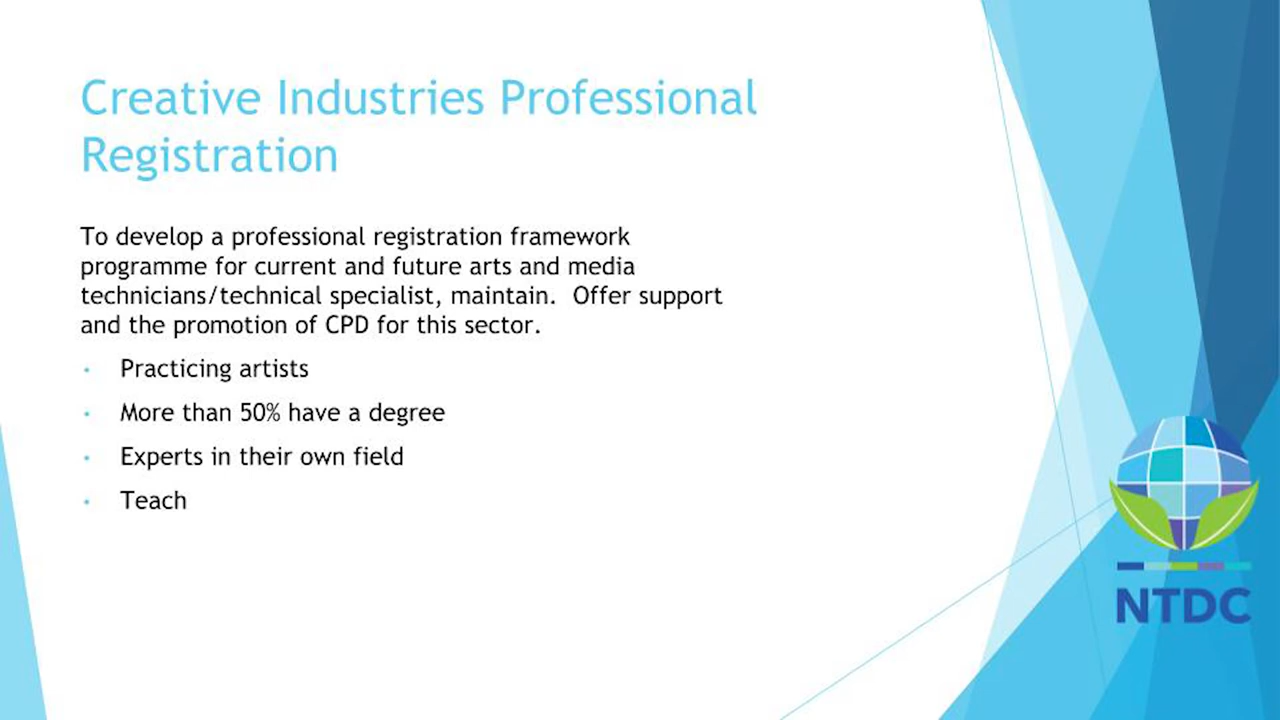 Creative Industries Professional
Registration
To develop a professional registration framework
programme for current and future arts and media
technicians/technical specialist, maintain.  Offer support
and the promotion of CPD for this sector.
• Practicing artists
• More than 50% have a degree
• Experts in their own field
• Teach
NTDC